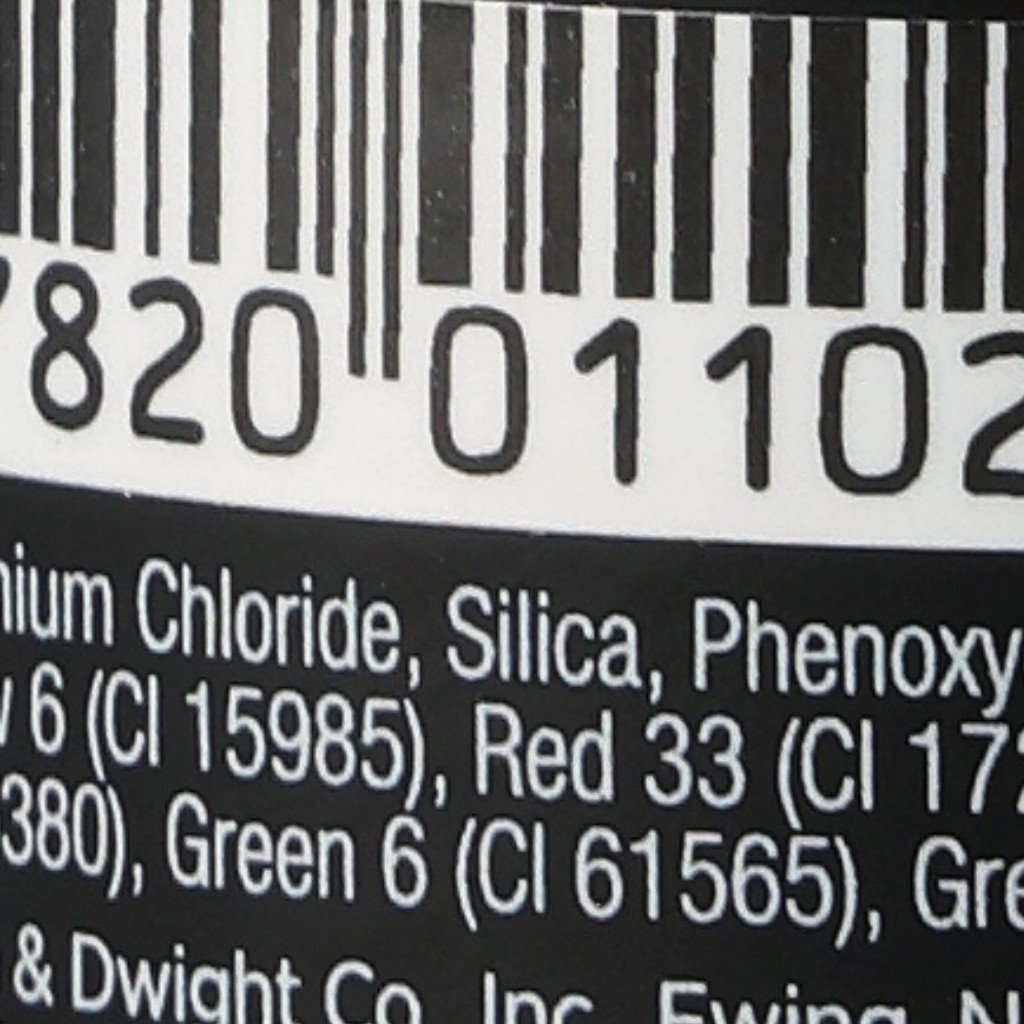 7820 01102
nium Chloride, Silica, Phenoxy
w 6 (CI 15985), Red 33 (CI 172
380), Green 6 (CI 61565), Gre
& Dwight Co., Inc. Ewing, N